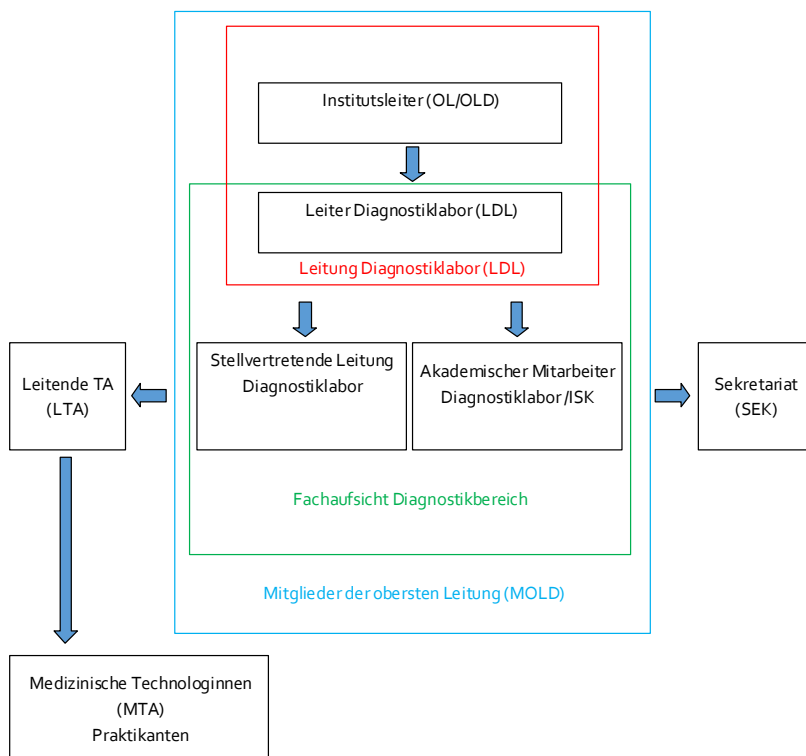 Institutsleiter (OL/OLD)
Leiter Diagnostiklabor (LDL)
Leitung Diagnostiklabor (LDL)
Leitende TA
(LTA)
Stellvertretende Leitung
Diagnostiklabor
Akademischer Mitarbeiter
Diagnostiklabor/ISK
Sekretariat
(SEK)
Fachaufsicht Diagnostikbereich
Mitglieder der obersten Leitung (MOLD)
Medizinische Technologinnen
(MTA)
Praktikanten